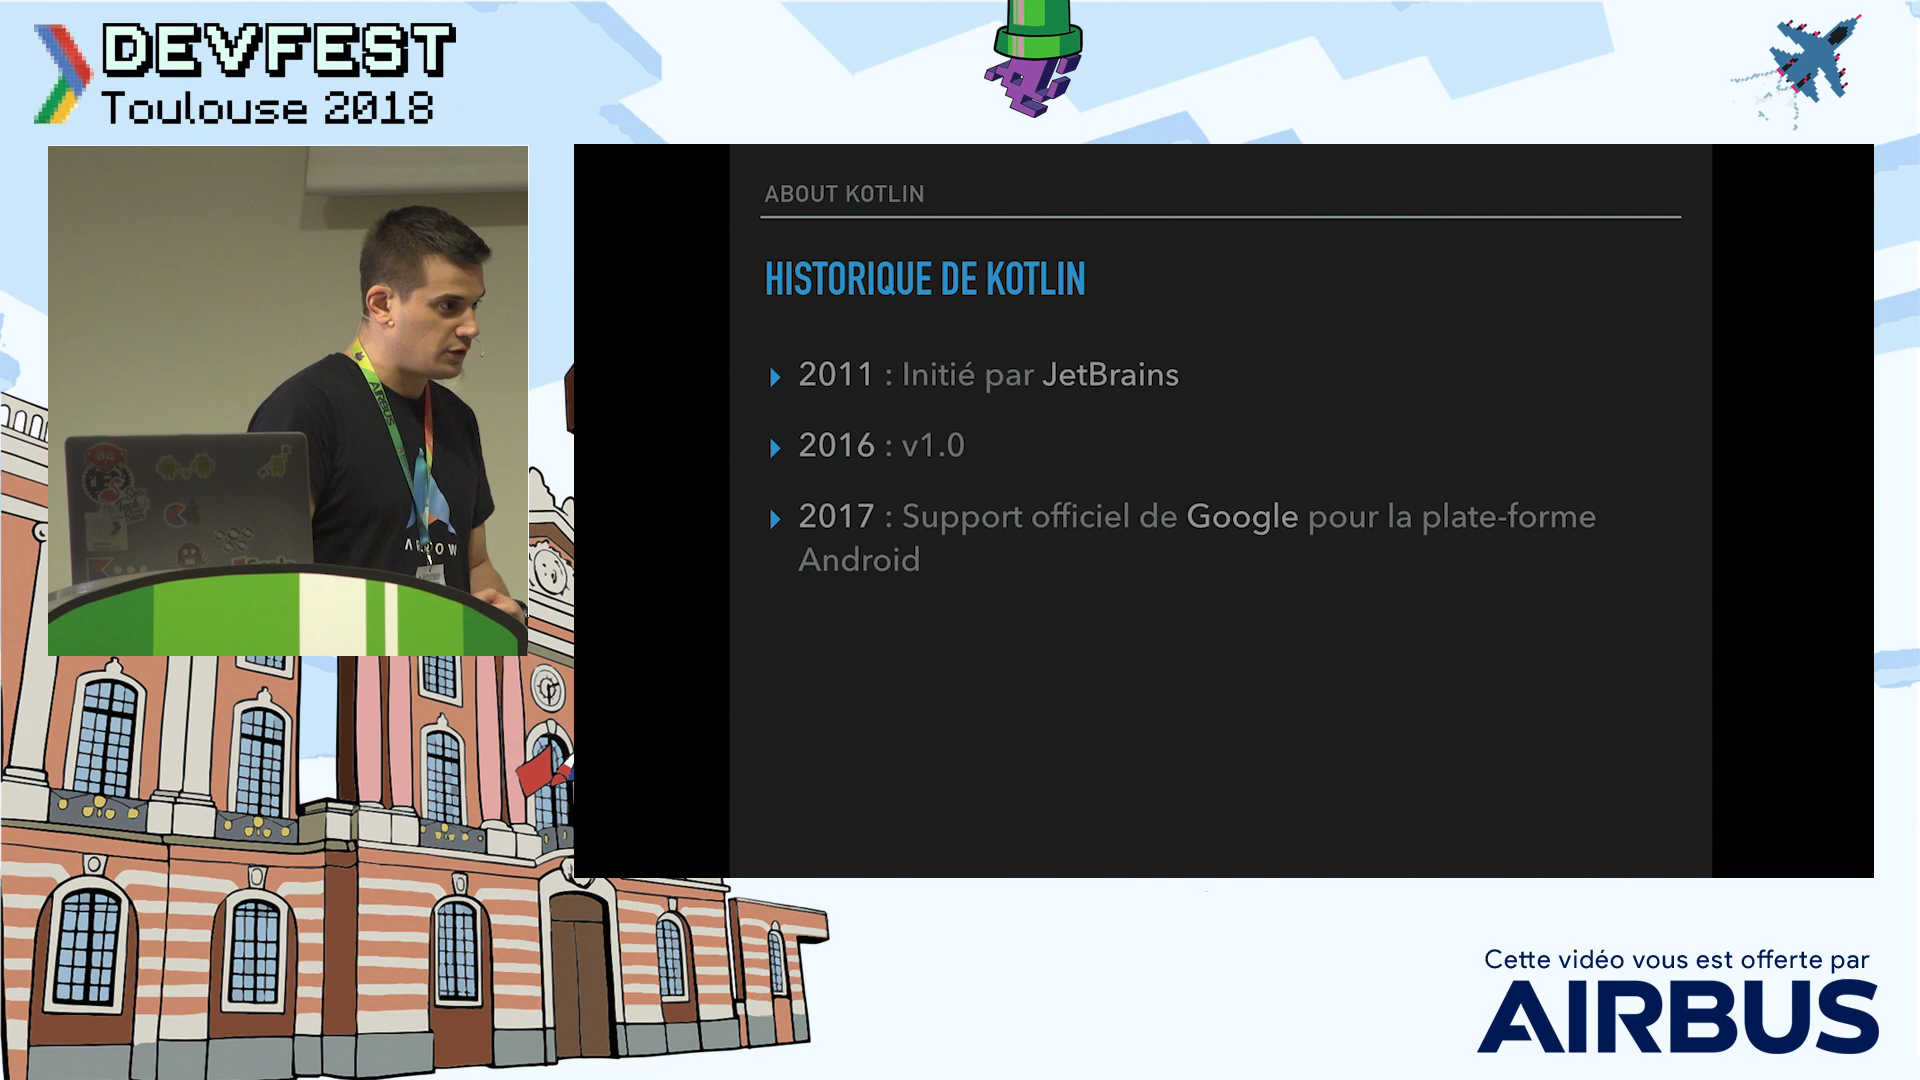 DEVFEST
Toulouse 2018
ABOUT KOTLIN
HISTORIQUE DE KOTLIN
2011 : Initié par JetBrains
2016 : v1.0
2017 : Support officiel de Google pour la plate-forme
Android
AIRBUS
Cette vidéo vous est offerte par
AIRBUS